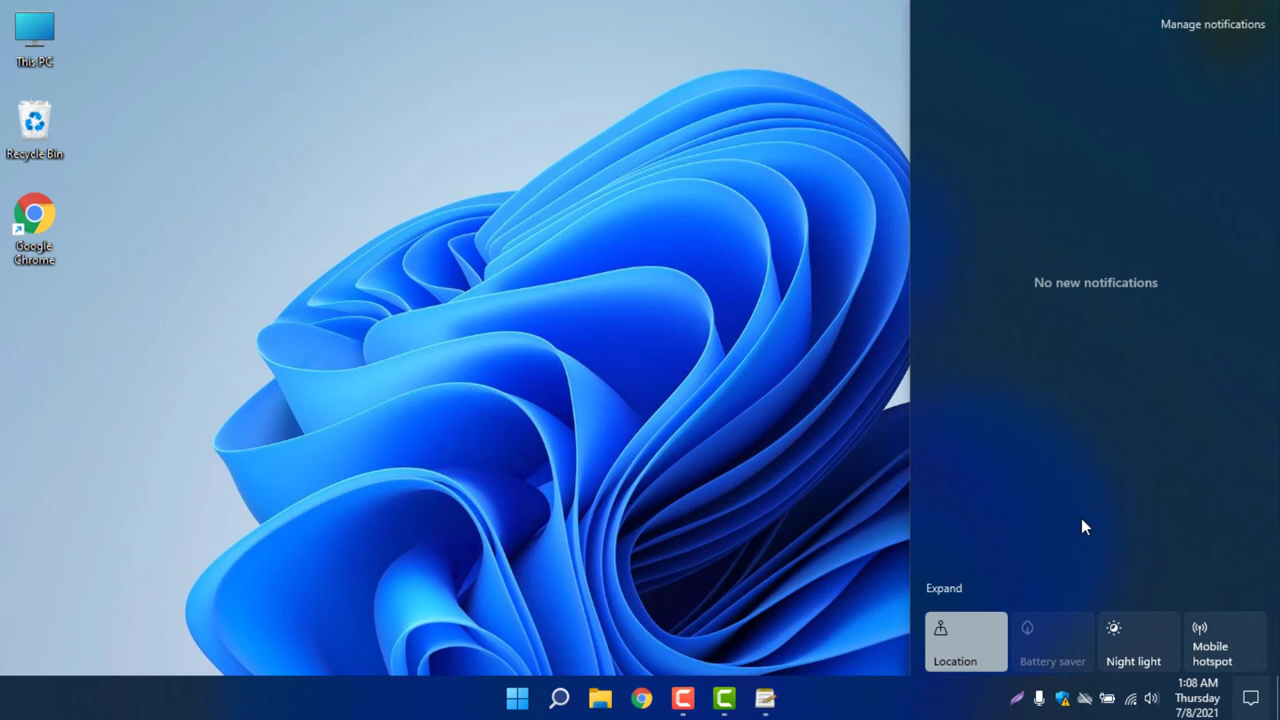 This PC
Recycle Bin
Google
Chrome
Manage notifications
No new notifications
Expand
Location
Battery saver
Night light
Mobile
hotspot
1:08 AM
Thursday
7/8/2021